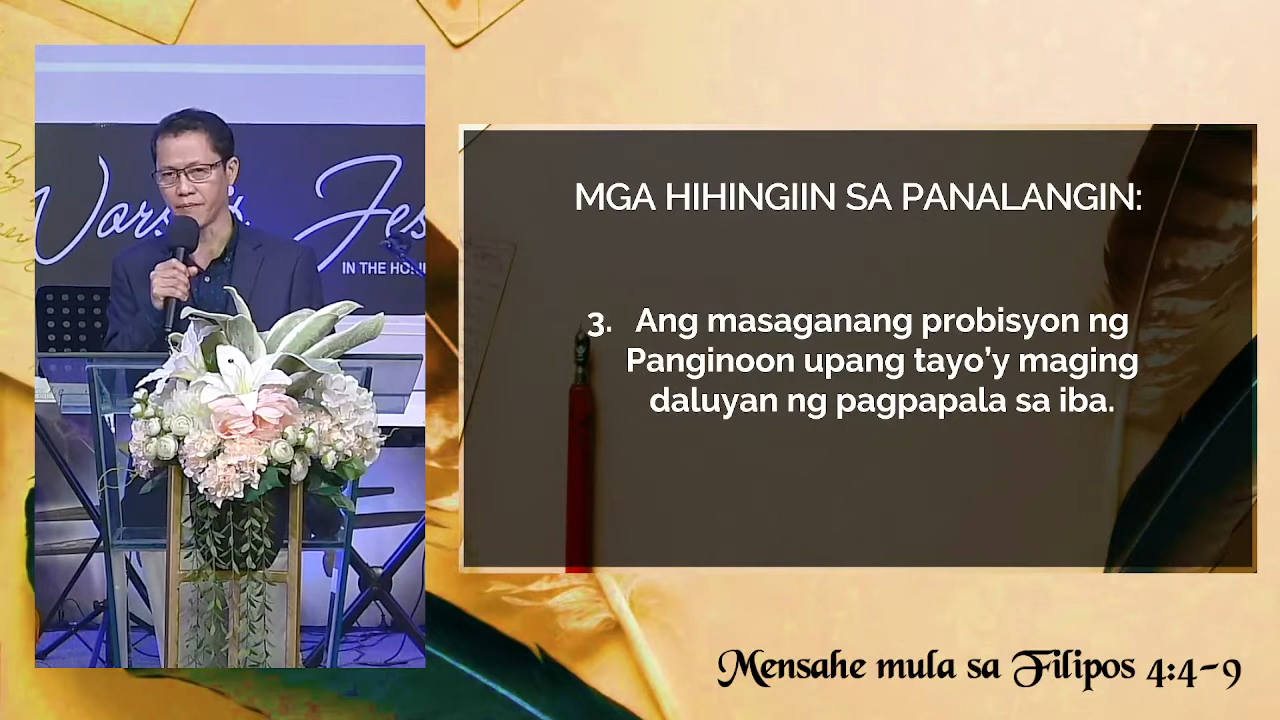 IN THE
MGA HIHINGIIN SA PANALANGIN:
3. Ang masaganang probisyon ng
Panginoon upang tayo'y maging
daluyan ng pagpapala sa iba.
Mensahe mula sa Filipos 4:4-9